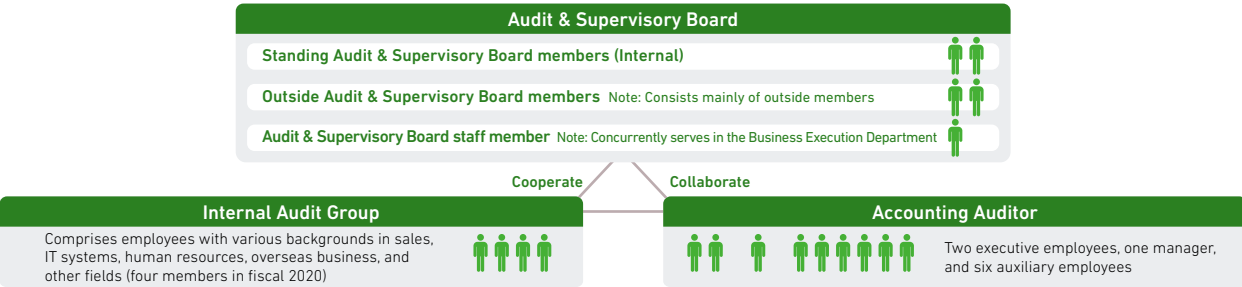 Audit & Supervisory Board
Standing Audit & Supervisory Board members (Internal)
Outside Audit & Supervisory Board members Note: Consists mainly of outside members
Audit & Supervisory Board staff member Note: Concurrently serves in the Business Execution Department
Cooperate
Collaborate
Internal Audit Group
Comprises employees with various backgrounds in sales,
IT systems, human resources, overseas business, and
other fields (four members in fiscal 2020)
Accounting Auditor
Two executive employees, one manager,
and six auxiliary employees